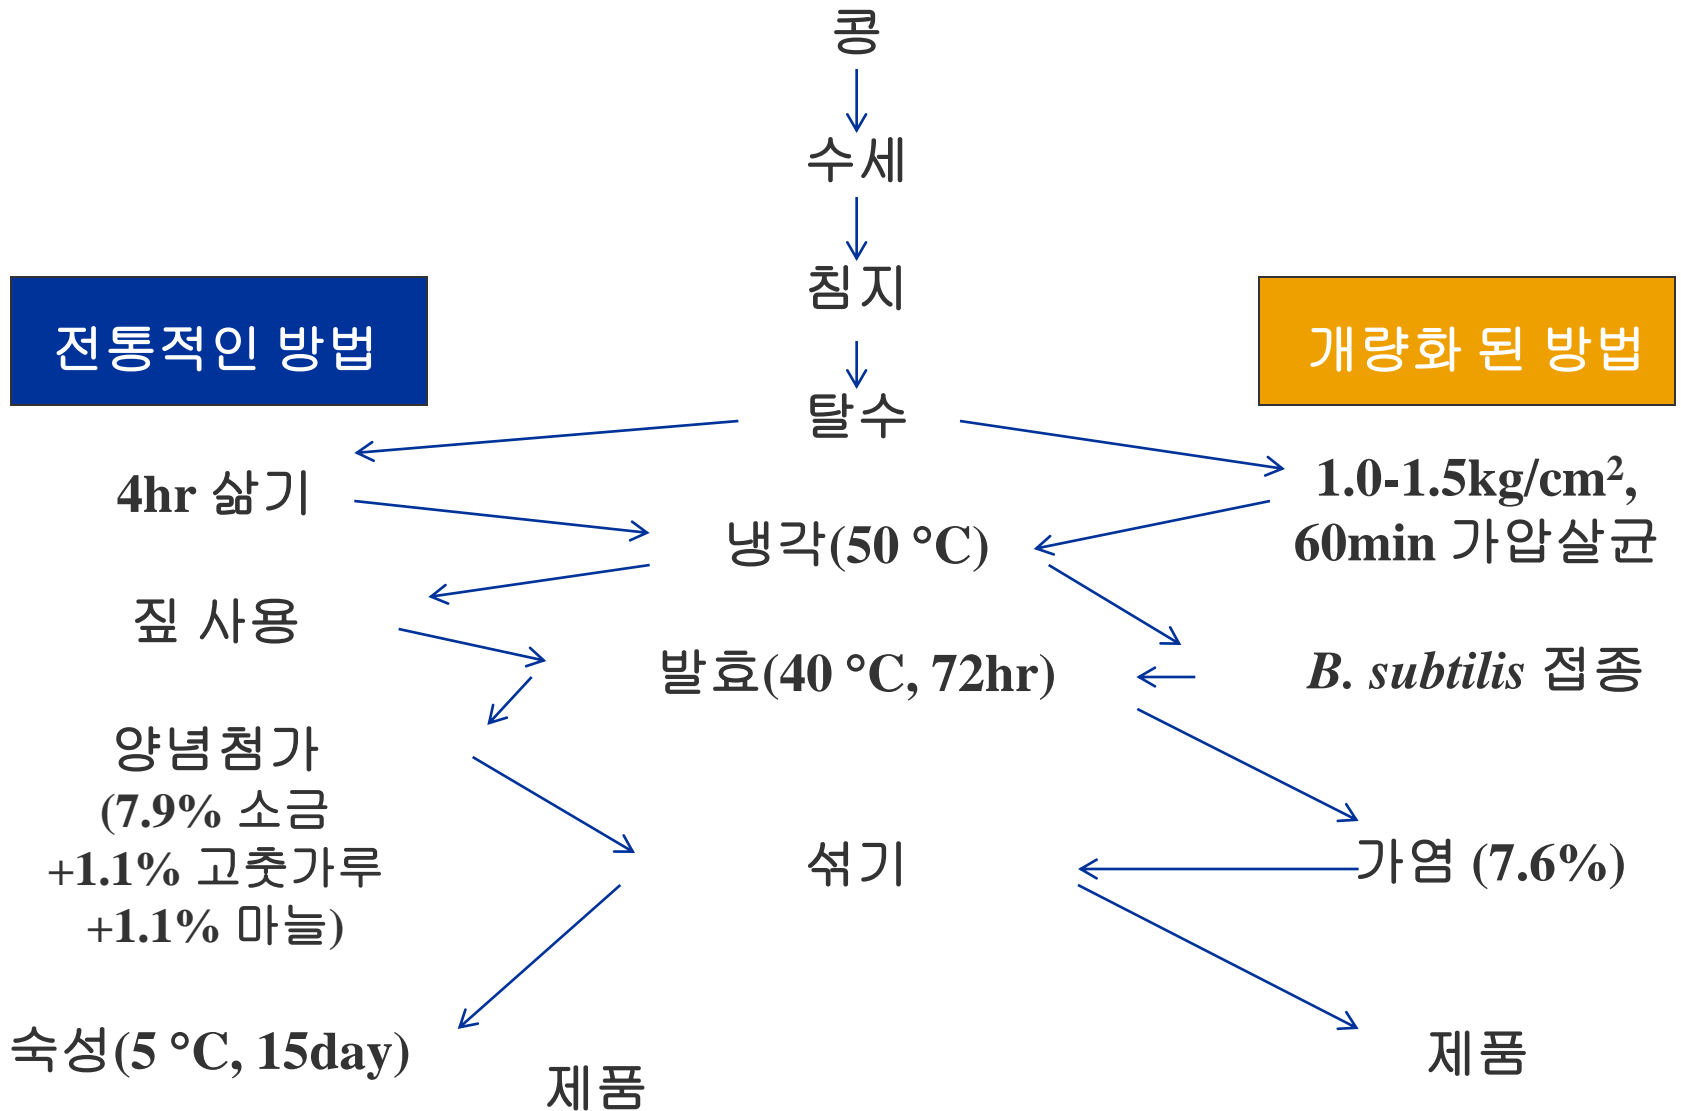 콩
수세
침지
전통적인 방법
개량화 된 방법
탈수
4hr 삶기
1.0-1.5kg/cm²,
60min 가압살균
냉각(50 °C)
짚 사용
발효(40 °C, 72hr)
B. subtilis 접종
양념첨가
(7.9% 소금
+1.1% 고춧가루
+1.1% 마늘)
섞기
가염 (7.6%)
숙성(5 °C, 15day)
제품
제품